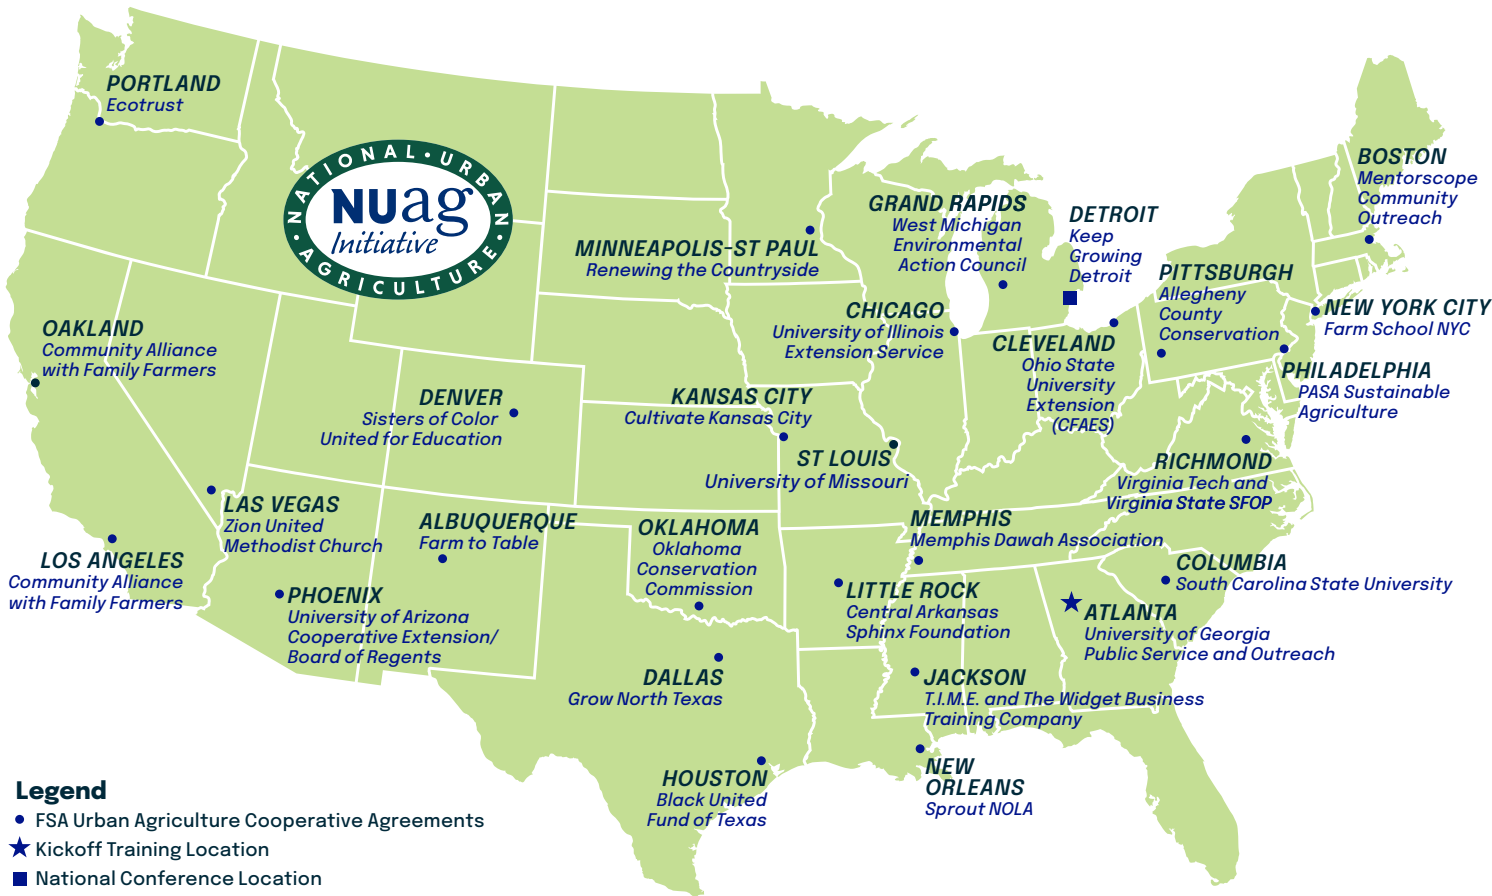 PORTLAND
Ecotrust
NATIONAL • URBAN • AGRICULTURE •
NUag
Initiative
BOSTON
Mentorscope
Community
Outreach
GRAND RAPIDS
West Michigan
Environmental
Action Council
DETROIT
Keep
Growing
Detroit
MINNEAPOLIS-ST PAUL
Renewing the Countryside
PITTSBURGH
Allegheny
County
Conservation
NEW YORK CITY
Farm School NYC
CHICAGO
University of Illinois
Extension Service
OAKLAND
Community Alliance
with Family Farmers
CLEVELAND
Ohio State
University
Extension
(CFAES)
PHILADELPHIA
PASA Sustainable
Agriculture
DENVER
Sisters of Color
United for Education
KANSAS CITY
Cultivate Kansas City
ST LOUIS
University of Missouri
RICHMOND
Virginia Tech and
Virginia State SFOP
LAS VEGAS
Zion United
Methodist Church
ALBUQUERQUE
Farm to Table
OKLAHOMA
Oklahoma
Conservation
Commission
MEMPHIS
Memphis Dawah Association
LOS ANGELES
Community Alliance
with Family Farmers
COLUMBIA
South Carolina State University
PHOENIX
University of Arizona
Cooperative Extension/
Board of Regents
LITTLE ROCK
Central Arkansas
Sphinx Foundation
ATLANTA
University of Georgia
Public Service and Outreach
DALLAS
Grow North Texas
JACKSON
T.I.M.E. and The Widget Business
Training Company
HOUSTON
Black United
Fund of Texas
NEW
ORLEANS
Sprout NOLA
Legend
FSA Urban Agriculture Cooperative Agreements
Kickoff Training Location
National Conference Location